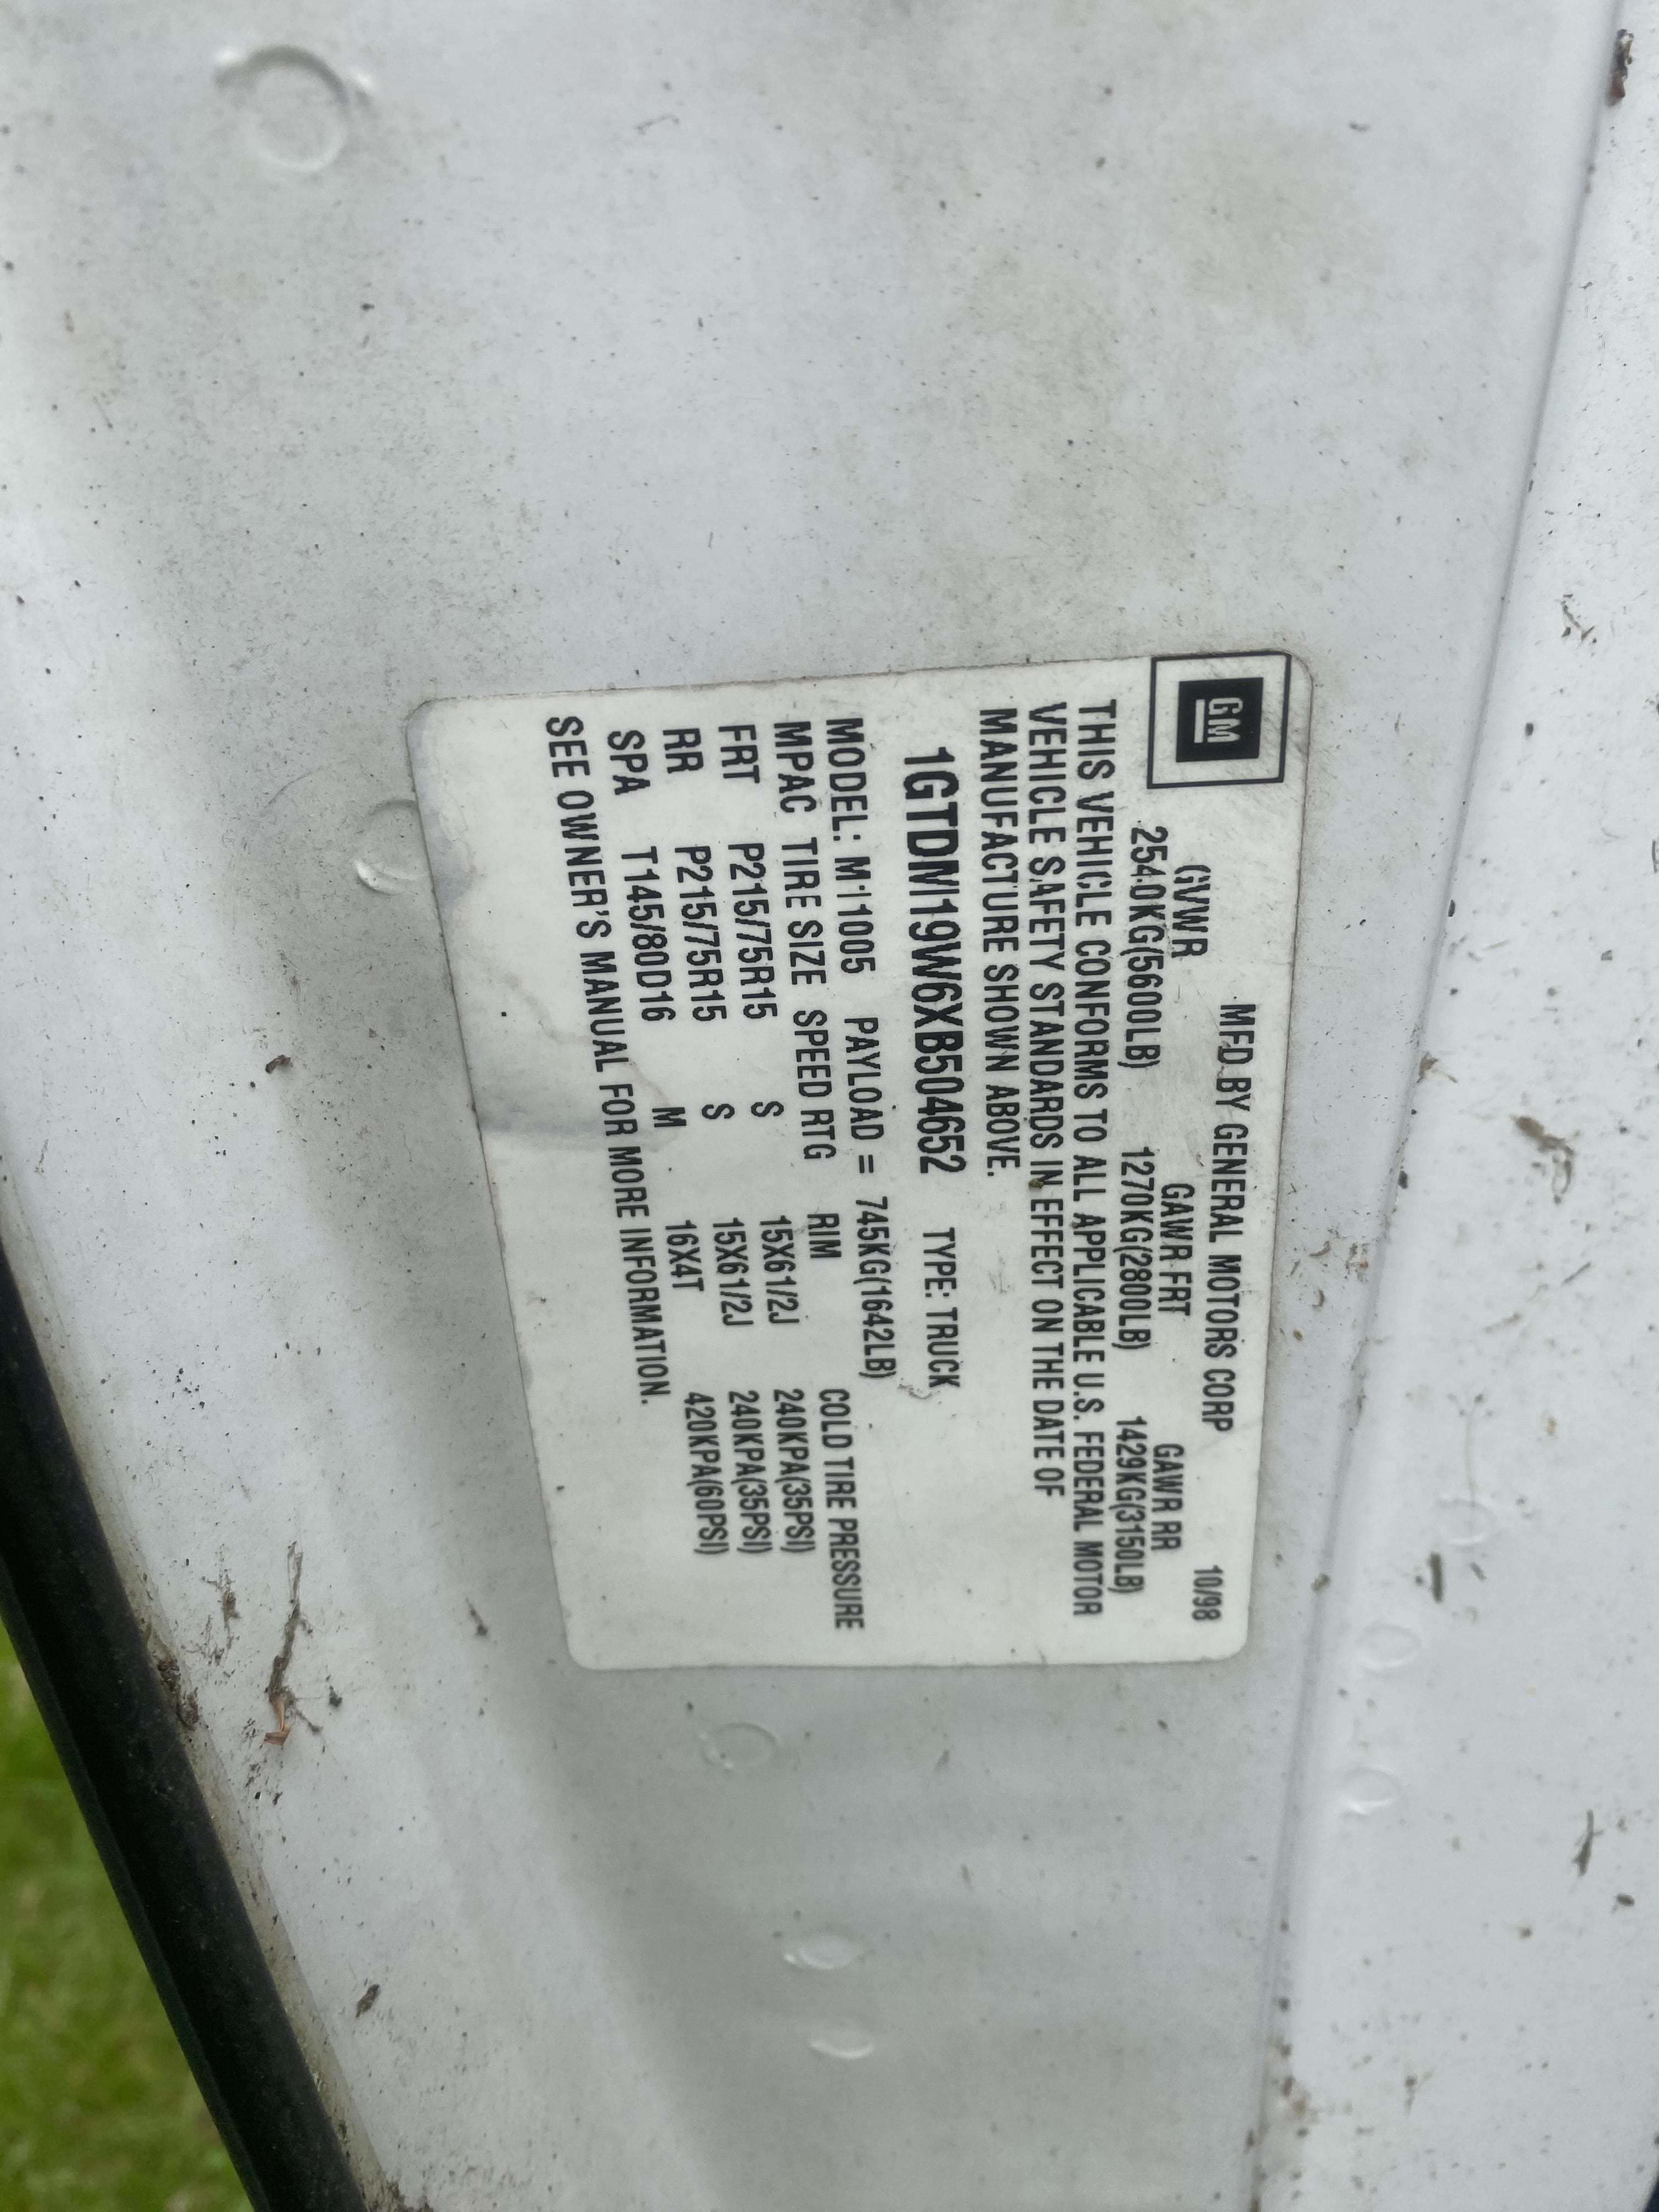 GM
MFD BY GENERAL MOTORS CORP 10/98
GVWR GAWR FRT GAWR RR
2540KG(5600LB) 1270KG(2800LB) 1429KG(3150LB)
THIS VEHICLE CONFORMS TO ALL APPLICABLE U.S. FEDERAL MOTOR
VEHICLE SAFETY STANDARDS IN EFFECT ON THE DATE OF
MANUFACTURE SHOWN ABOVE.
1GTDM19W6XB504652 TYPE: TRUCK
MODEL: M11005 PAYLOAD = 745KG(1642LB)
MPAC TIRE SIZE SPEED RTG RIM COLD TIRE PRESSURE
FRT P215/75R15 S 15X61/2J 240KPA(35PSI)
RR P215/75R15 S 15X61/2J 240KPA(35PSI)
SPA T145/80D16 M 16X4T 420KPA(60PSI)
SEE OWNER'S MANUAL FOR MORE INFORMATION.